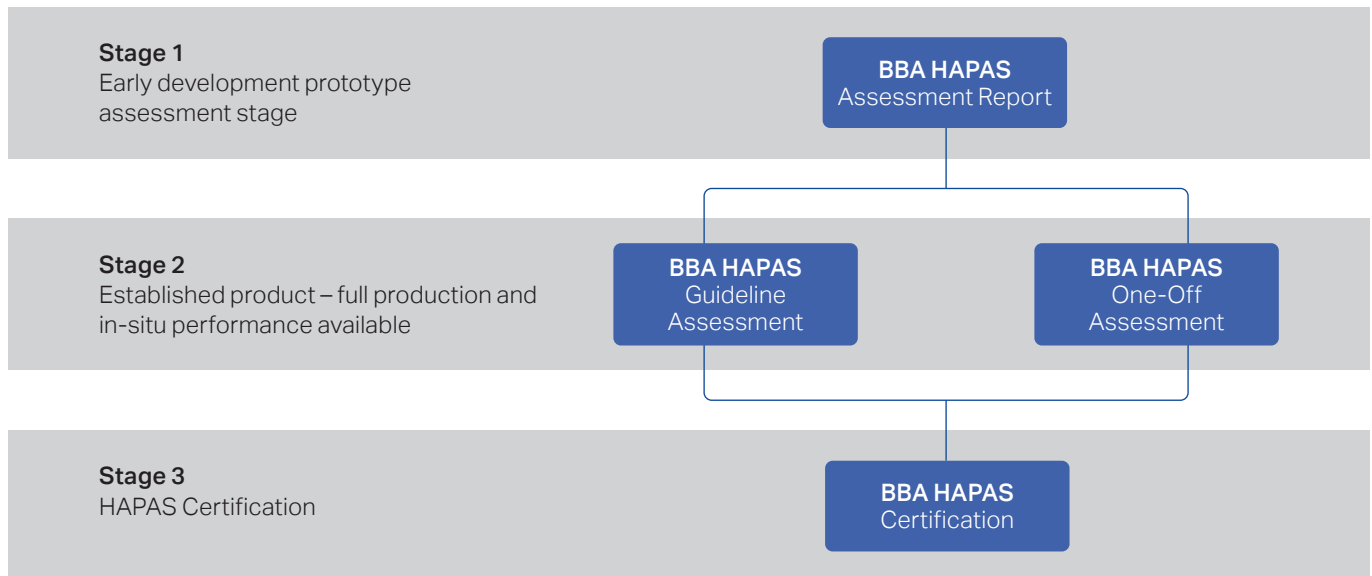 Stage 1
Early development prototype
assessment stage
BBA HAPAS
Assessment Report
Stage 2
Established product – full production and
in-situ performance available
BBA HAPAS
Guideline
Assessment
BBA HAPAS
One-Off
Assessment
Stage 3
HAPAS Certification
BBA HAPAS
Certification